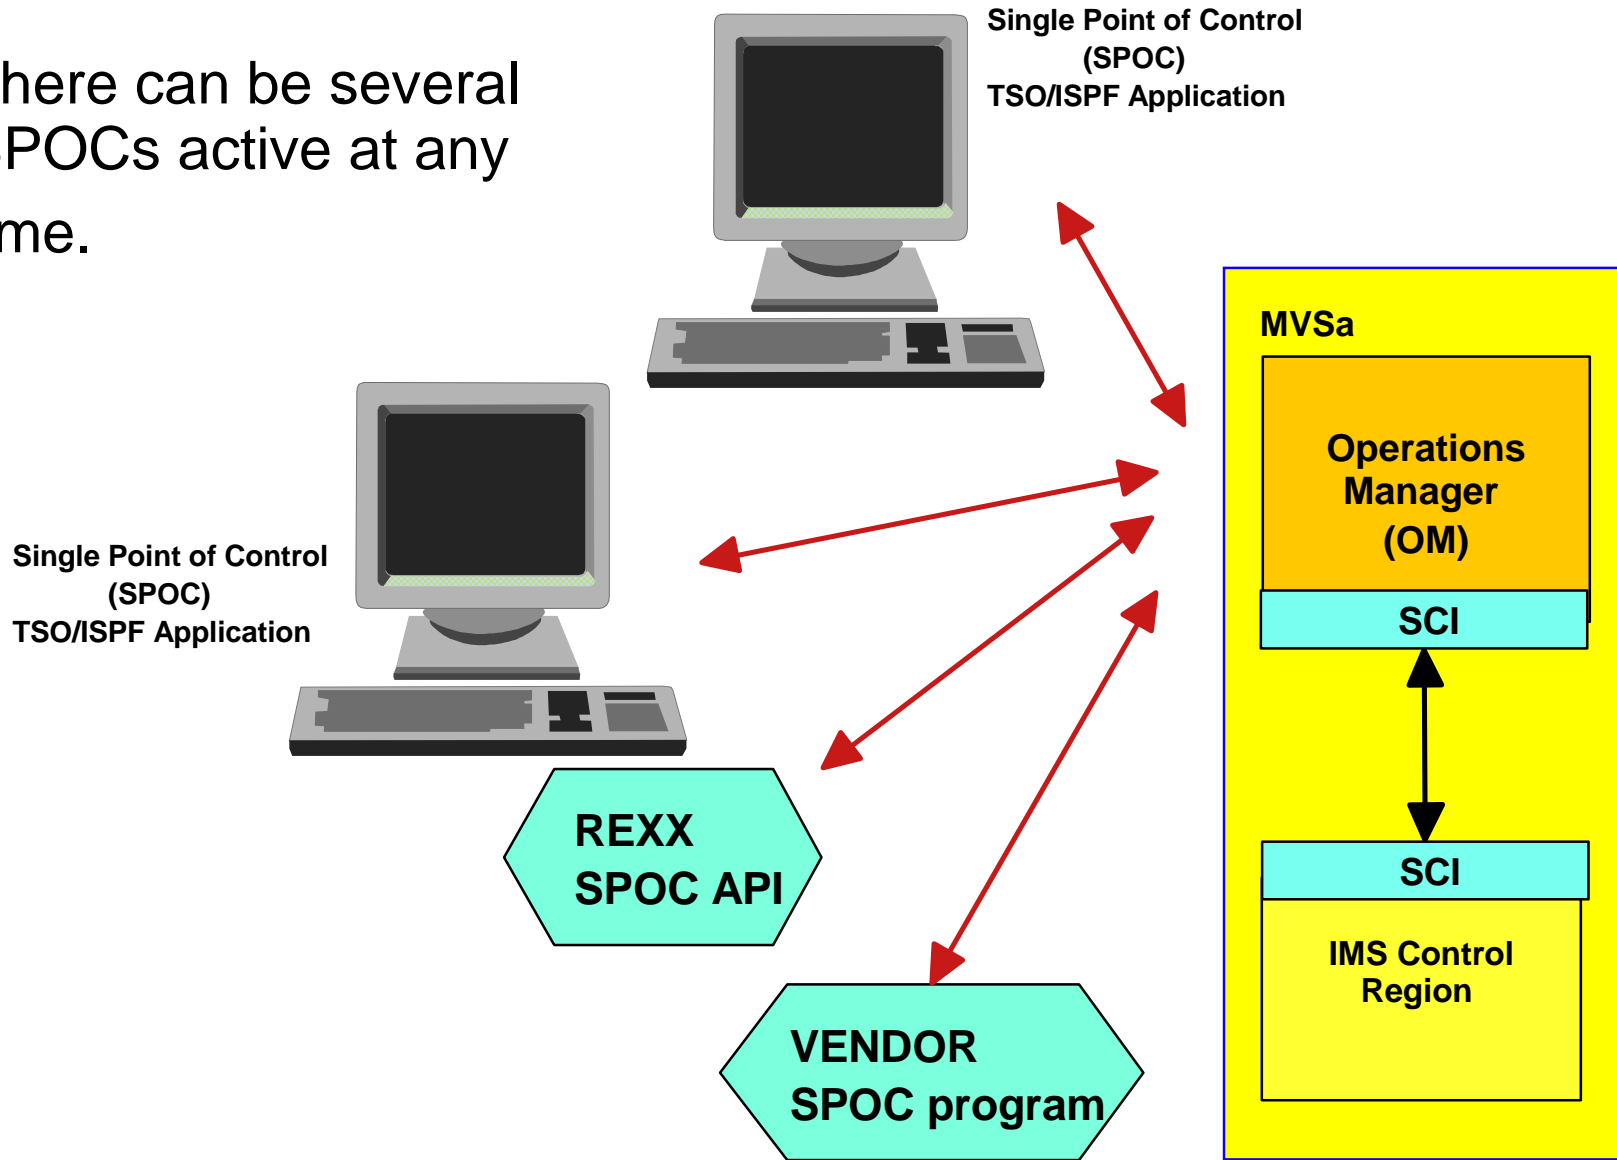 here can be several
SPOCs active at any
me.
Single Point of Control
(SPOC)
TSO/ISPF Application
Single Point of Control
(SPOC)
TSO/ISPF Application
REXX
SPOC API
VENDOR
SPOC program
MVSa
Operations
Manager
(OM)
SCI
SCI
IMS Control
Region